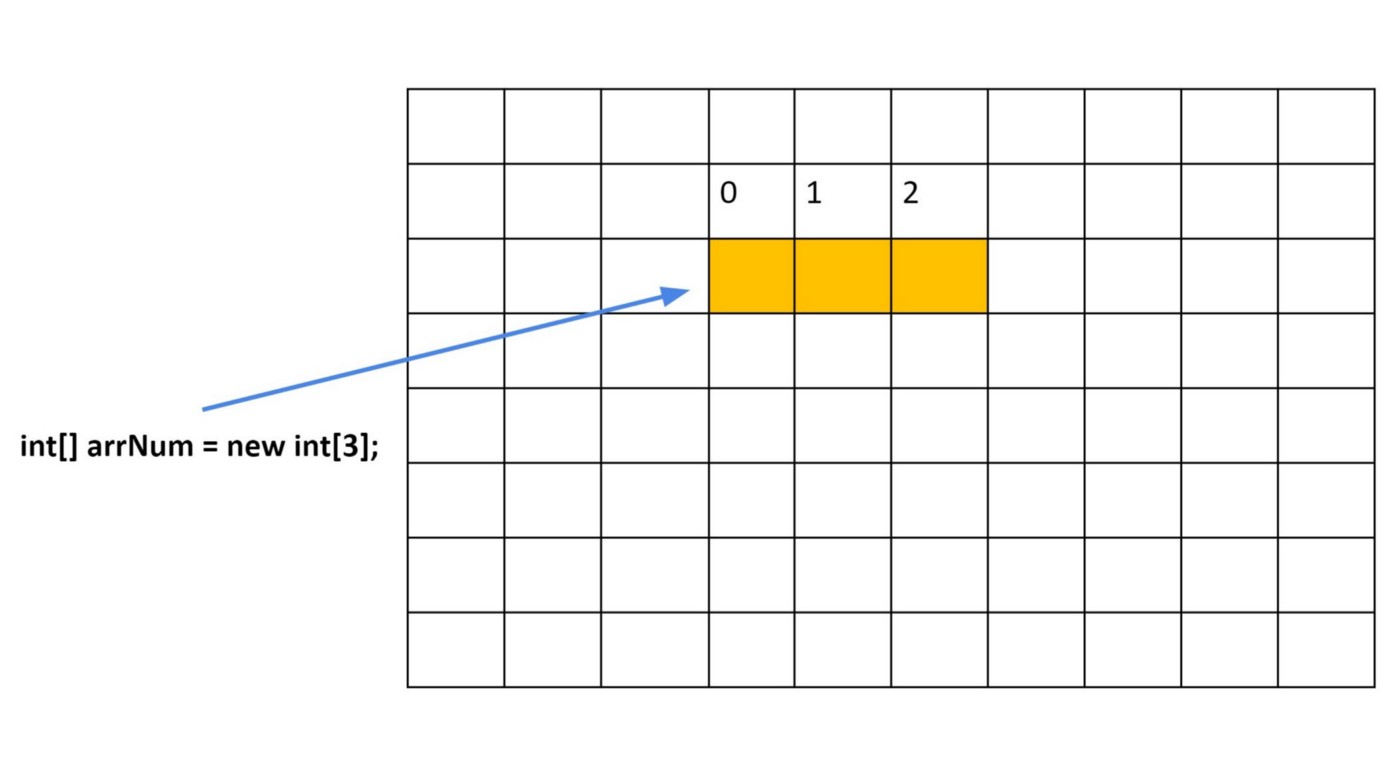 0 1 2
int[] arrNum = new int[3];